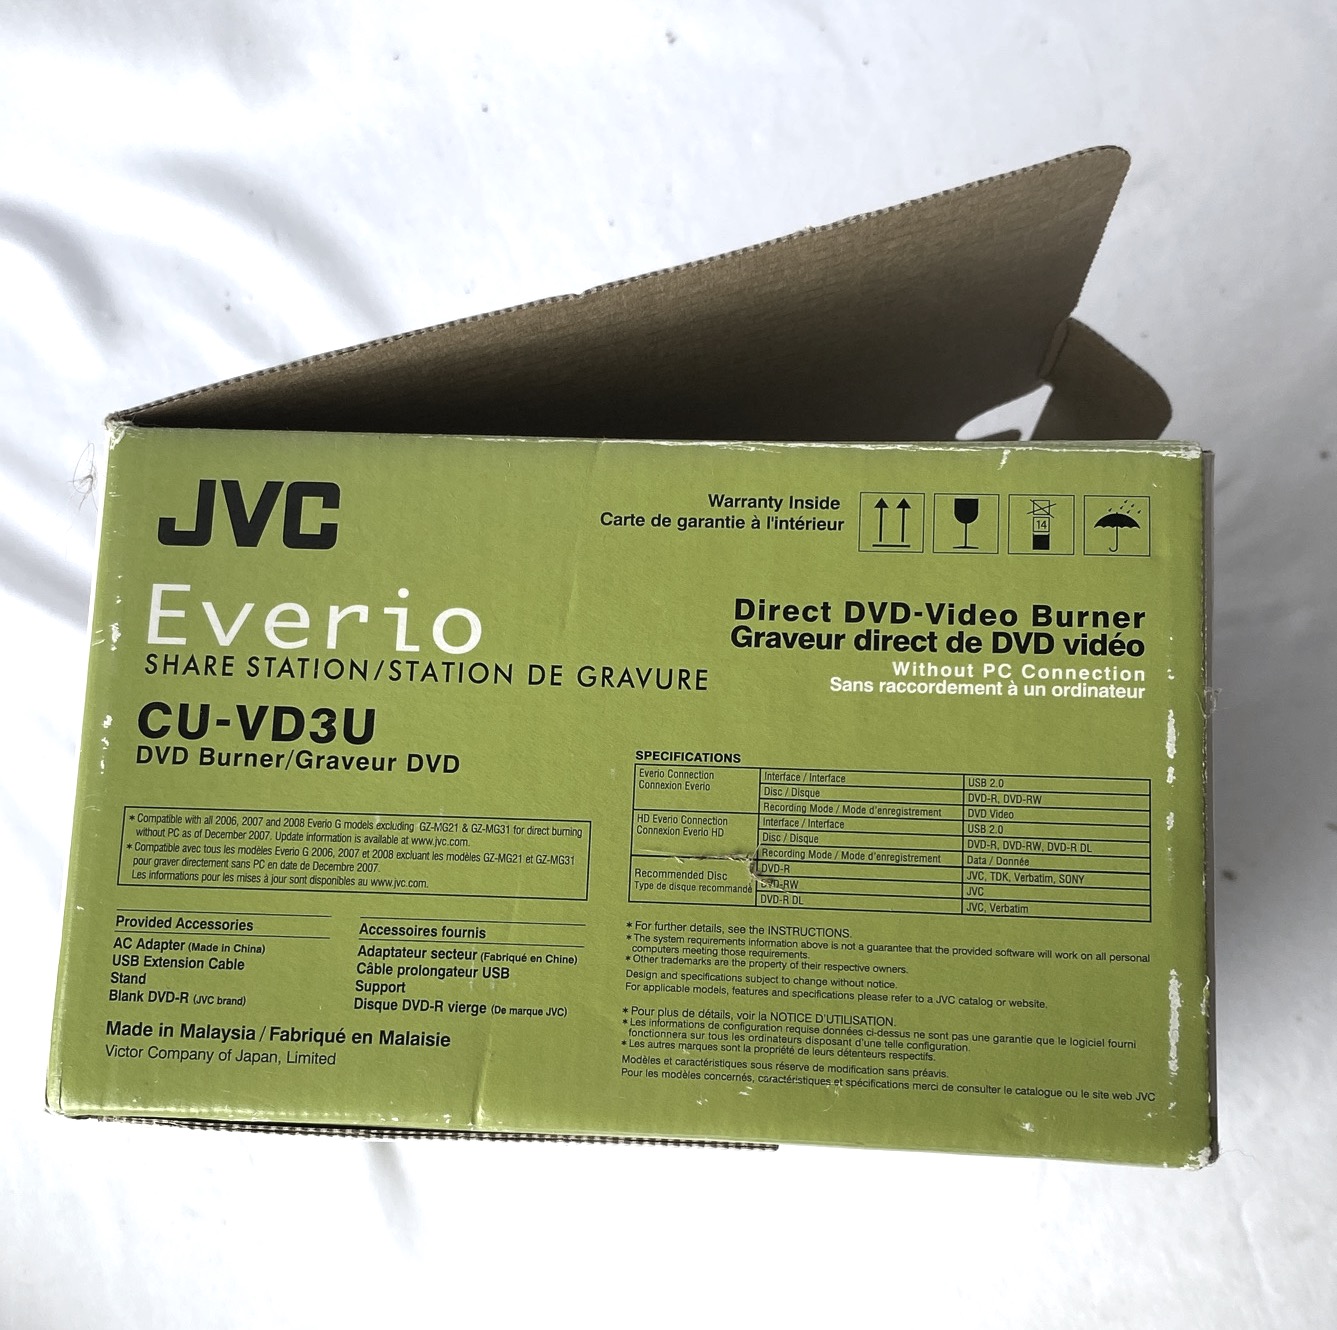 JVC
Warranty Inside
Carte de garantie à l'intérieur
14
Everio
SHARE STATION/STATION DE GRAVURE
CU-VD3U
DVD Burner/Graveur DVD
Direct DVD-Video Burner
Graveur direct de DVD vidéo
Without PC Connection
Sans raccordement à un ordinateur
* Compatible with all 2006, 2007 and 2008 Everio G models excluding GZ-MG21 & GZ-MG31 for direct burning
without PC as of December 2007. Update information is available at www.jvc.com.
* Compatible avec tous les modèles Everio G 2006, 2007 et 2008 excluant les modèles GZ-MG21 et GZ-MG31
pour graver directement sans PC en date de Decembre 2007.
Les informations pour les mises à jour sont disponibles au www.jvc.com.
Provided Accessories
AC Adapter (Made in China)
USB Extension Cable
Stand
Blank DVD-R (JVC brand)
Accessoires fournis
Adaptateur secteur (Fabriqué en Chine)
Câble prolongateur USB
Support
Disque DVD-R vierge (De marque JVC)
Made in Malaysia / Fabriqué en Malaisie
Victor Company of Japan, Limited
SPECIFICATIONS
Everio Connection
Connexion Everio
Interface / Interface
USB 2.0
Disc / Disque
DVD-R, DVD-RW
Recording Mode / Mode d'enregistrement
DVD Video
HD Everio Connection
Connexion Everio HD
Interface / Interface
USB 2.0
Disc / Disque
DVD-R, DVD-RW, DVD-R DL
Recording Mode / Mode d'enregistrement
Data / Donnée
Recommended Disc
Type de disque recommandé
DVD-R
JVC, TDK, Verbatim, SONY
DVD-RW
JVC
DVD-R DL
JVC, Verbatim
* For further details, see the INSTRUCTIONS.
* The system requirements information above is not a guarantee that the provided software will work on all personal
computers meeting those requirements.
* Other trademarks are the property of their respective owners.
Design and specifications subject to change without notice.
For applicable models, features and specifications please refer to a JVC catalog or website.
* Pour plus de détails, voir la NOTICE D'UTILISATION.
* Les informations de configuration requise données ci-dessus ne sont pas une garantie que le logiciel fourni
fonctionnera sur tous les ordinateurs disposant d'une telle configuration.
* Les autres marques sont la propriété de leurs détenteurs respectifs.
Modèles et caractéristiques sous réserve de modification sans préavis.
Pour les modèles concernés, caractéristiques et spécifications merci de consulter le catalogue ou le site web JVC